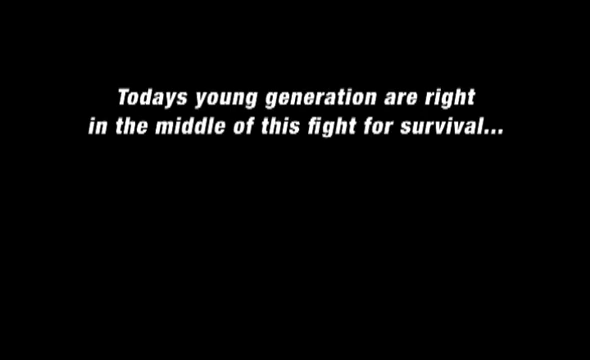 Todays young generation are right
in the middle of this fight for survival...